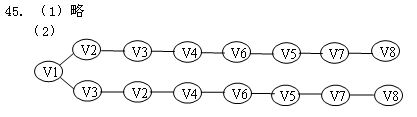 45. （1）略
（2）
V2 V3 V4 V6 V5 V7 V8
V1
V3 V2 V4 V6 V5 V7 V8